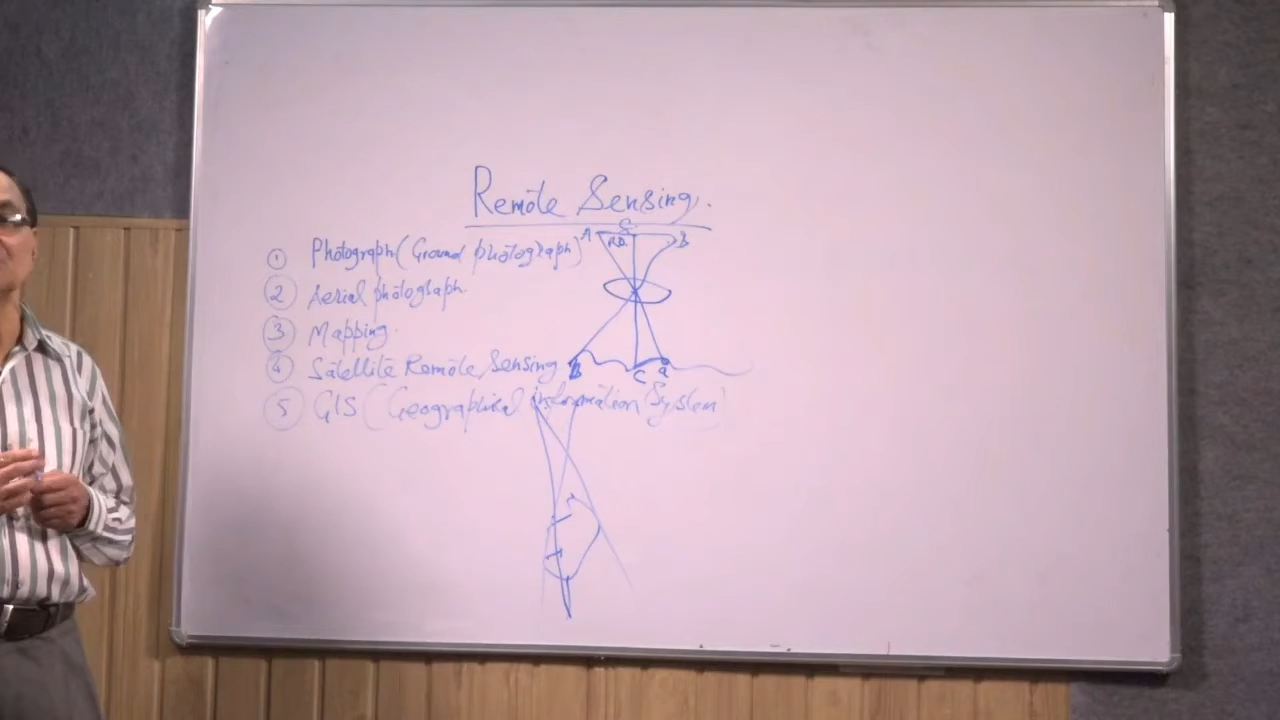 Remote Sensing.
① Photograph (Ground photograph)
② Aerial photograph.
③ Mapping.
④ Satellite Remote Sensing
⑤ GIS (Geographical Information System)
C
A B
B C a